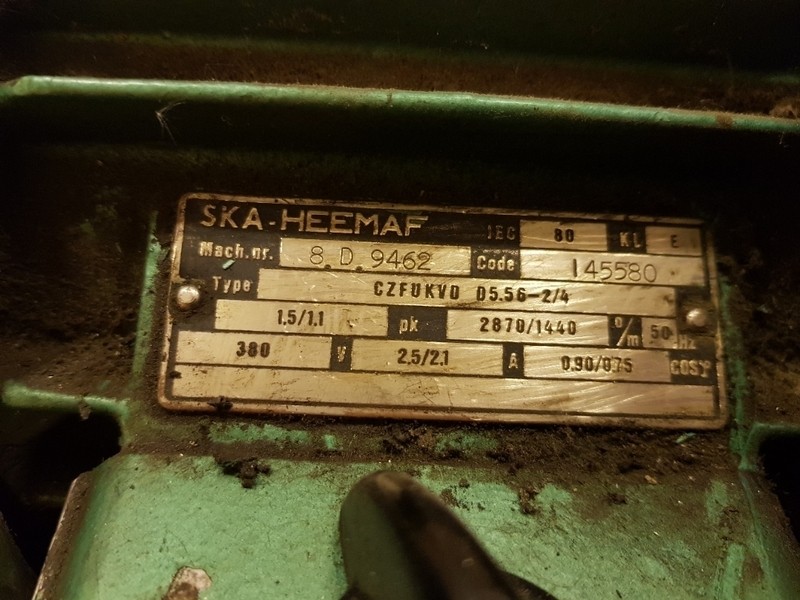 SKA-HEEMAF IEC 80 KL E
Mach.nr. 8.D.9462 Code 145580
Type CZFUKVD D5.56-2/4
1,5/1,1 pk 2870/1440 o/m 50 Hz
380 V 2,5/2,1 A 0,90/0,75 COSφ